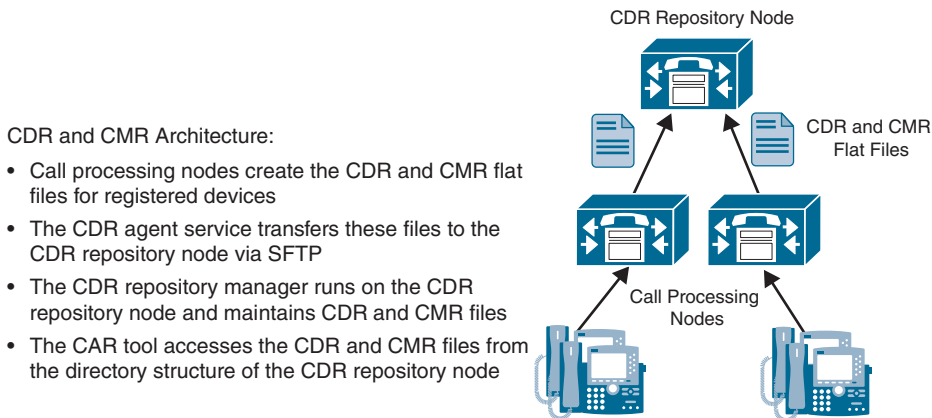 CDR Repository Node
CDR and CMR
Flat Files
CDR and CMR Architecture:
• Call processing nodes create the CDR and CMR flat
files for registered devices
• The CDR agent service transfers these files to the
CDR repository node via SFTP
• The CDR repository manager runs on the CDR
repository node and maintains CDR and CMR files
• The CAR tool accesses the CDR and CMR files from
the directory structure of the CDR repository node
Call Processing
Nodes